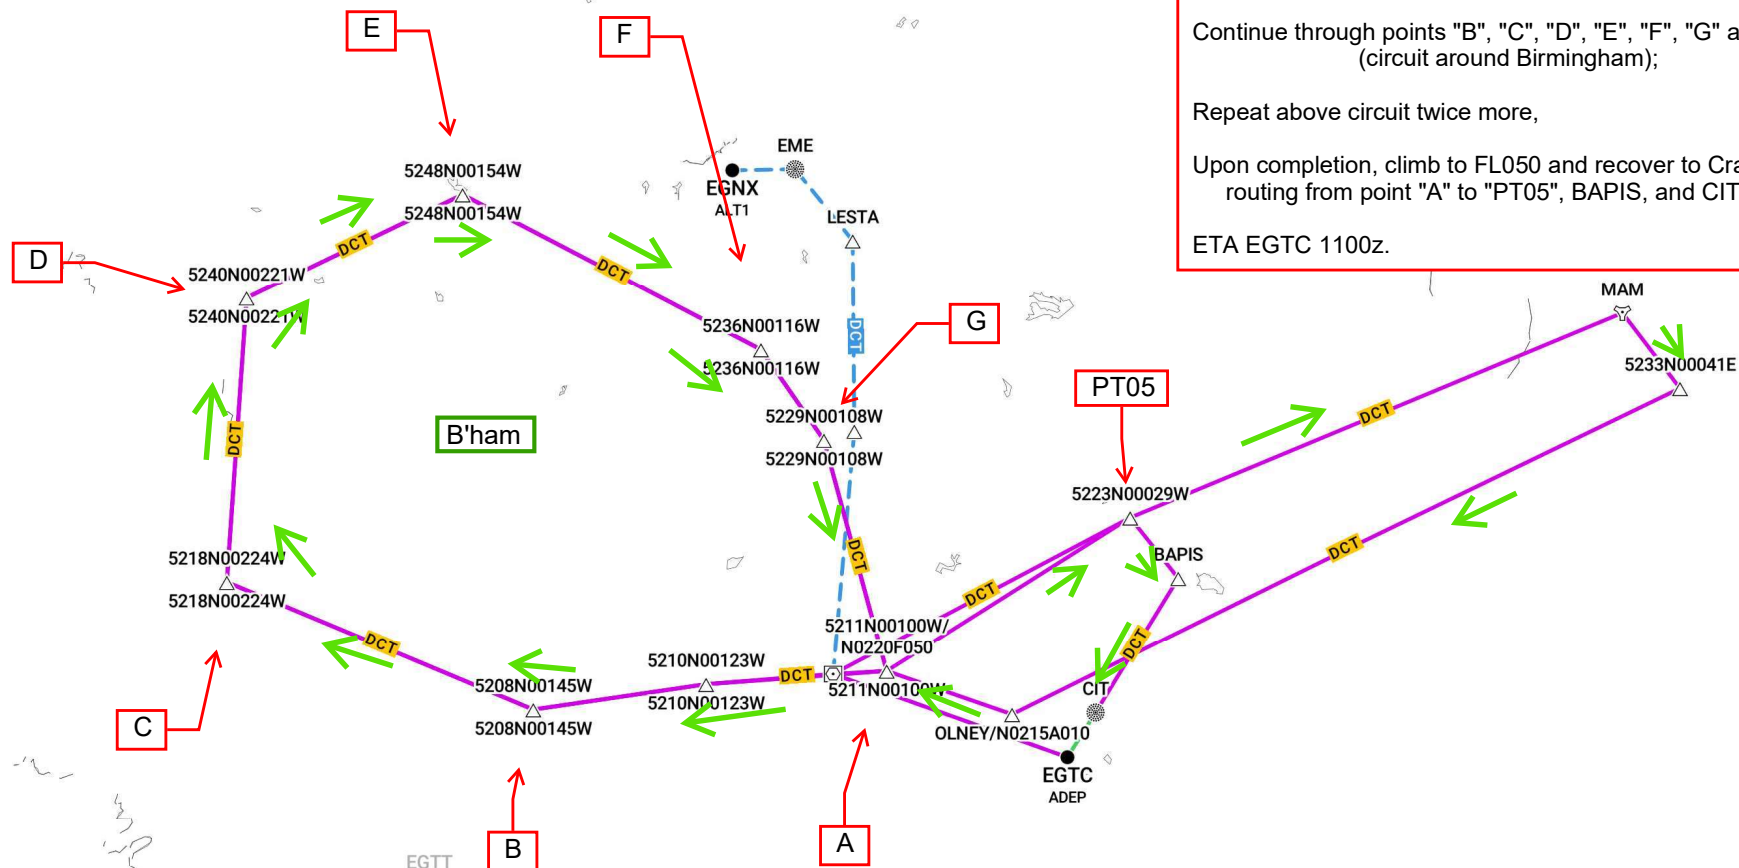 Continue through points "B", "C", "D", "E", "F", "G" a
(circuit around Birmingham);
Repeat above circuit twice more,
Upon completion, climb to FL050 and recover to Cra
routing from point "A" to "PT05", BAPIS, and CIT
ETA EGTC 1100z.
E
F
EME
EGNX
ALT1
LESTA
5248N00154W
5248N00154W
DCT
DCT
D
5240N00221W
5240N00221W
MAM
5233N00041E
G
5236N00116W
5236N00116W
DCT
PT05
DCT
B'ham
5229N00108W
5229N00108W
DCT
5223N00029W
DCT
DCT
BAPIS
5218N00224W
5218N00224W
DCT
DCT
5211N00100W/
N0220F050
5211N00100W
DCT
DCT
5210N00123W
5210N00123W
DCT
5208N00145W
5208N00145W
CIT
OLNEY/N0215A010
C
EGTC
ADEP
B
A
EGTT